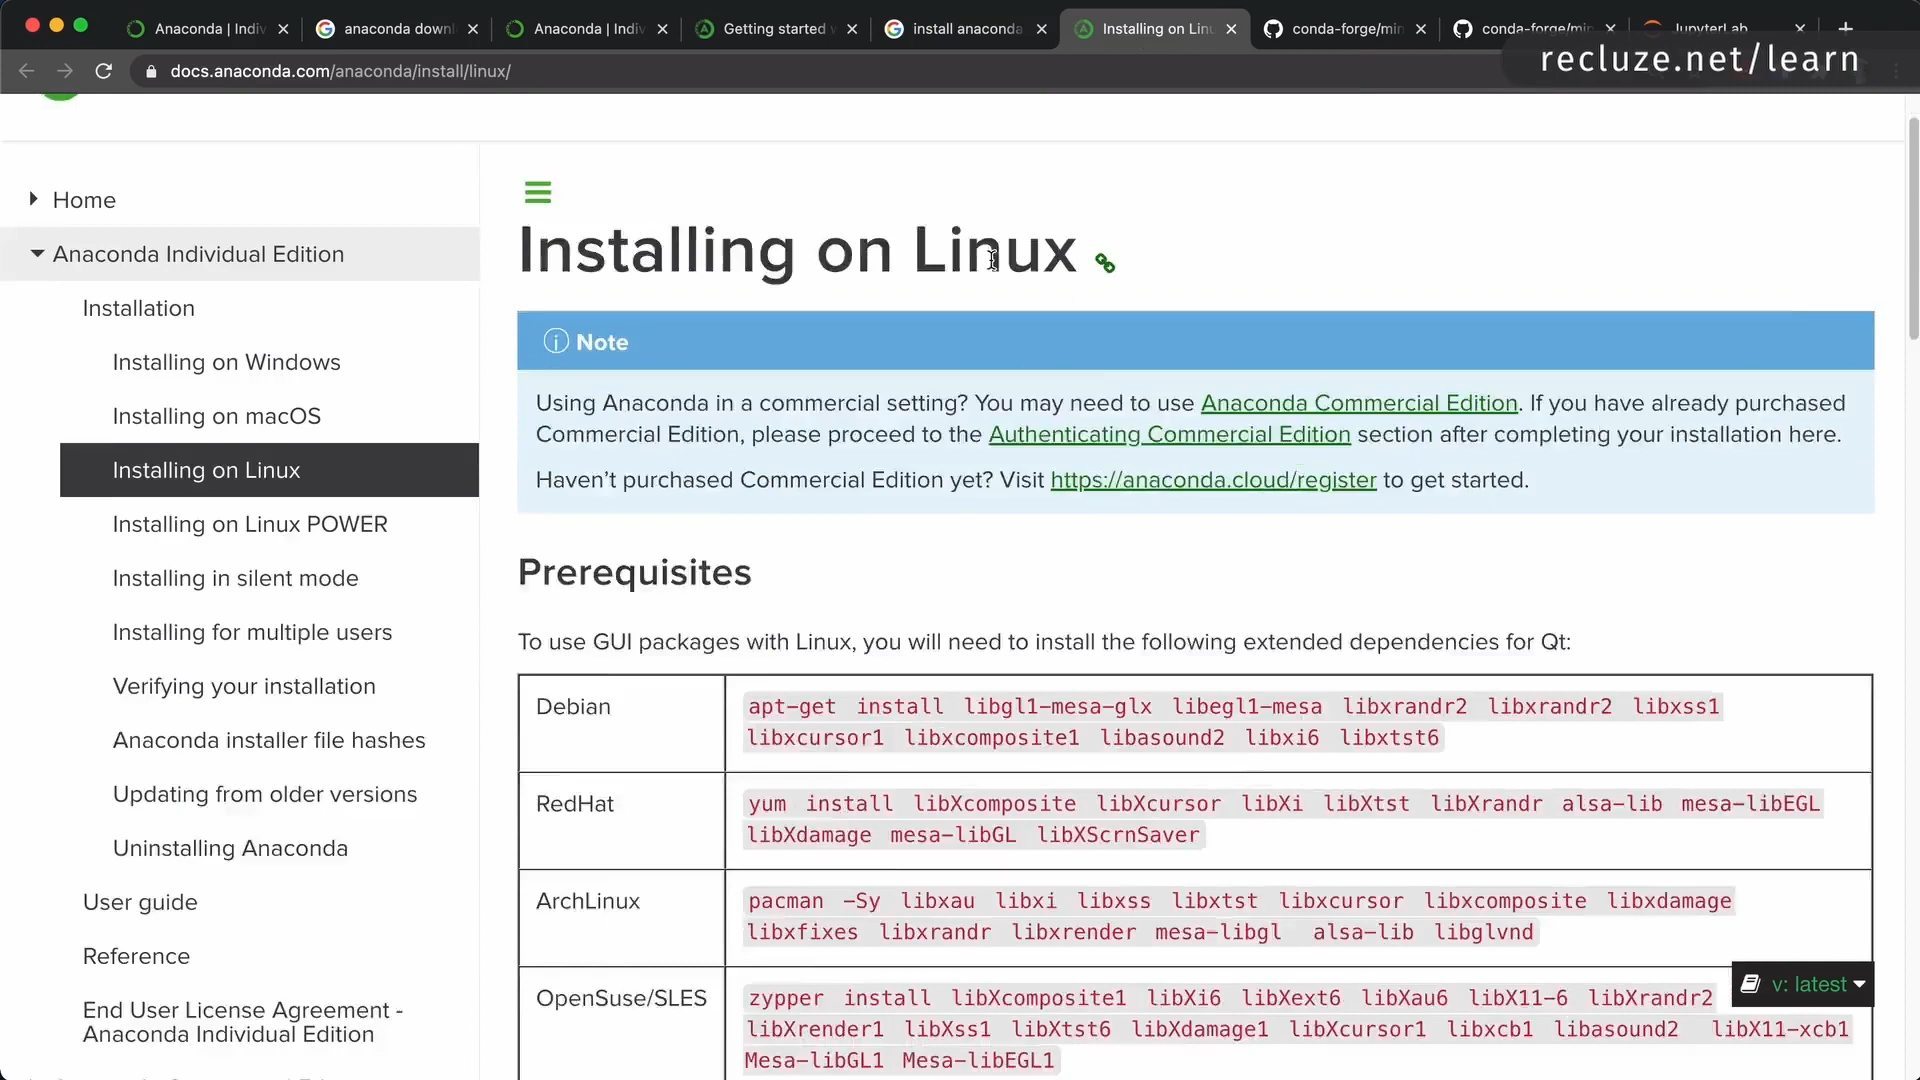 Anaconda | Indiv
anaconda downl
Anaconda | Indiv
Getting started w
install anaconda
Installing on Linu
conda-forge/min
conda-forge/min
JupyterLab
recluze.net/learn
docs.anaconda.com/anaconda/install/linux/
Home
Anaconda Individual Edition
Installation
Installing on Windows
Installing on macOS
Installing on Linux
Installing on Linux POWER
Installing in silent mode
Installing for multiple users
Verifying your installation
Anaconda installer file hashes
Updating from older versions
Uninstalling Anaconda
User guide
Reference
End User License Agreement -
Anaconda Individual Edition
Installing on Linux
Note
Using Anaconda in a commercial setting? You may need to use Anaconda Commercial Edition. If you have already purchased
Commercial Edition, please proceed to the Authenticating Commercial Edition section after completing your installation here.
Haven’t purchased Commercial Edition yet? Visit https://anaconda.cloud/register to get started.
Prerequisites
To use GUI packages with Linux, you will need to install the following extended dependencies for Qt:
Debian
apt-get install libgl1-mesa-glx libegl1-mesa libxrandr2 libxrandr2 libxss1
libxcursor1 libxcomposite1 libasound2 libxi6 libxtst6
RedHat
yum install libXcomposite libXcursor libXi libXtst libXrandr alsa-lib mesa-libEGL
libXdamage mesa-libGL libXScrnSaver
ArchLinux
pacman -Sy libxau libxi libxss libxtst libxcursor libxcomposite libxdamage
libxfixes libxrandr libxrender mesa-libgl alsa-lib libglvnd
OpenSuse/SLES
zypper install libXcomposite1 libXi6 libXext6 libXau6 libX11-6 libXrandr2
libXrender1 libXss1 libXtst6 libXdamage1 libXcursor1 libxcb1 libasound2 libX11-xcb1
Mesa-libGL1 Mesa-libEGL1
v: latest